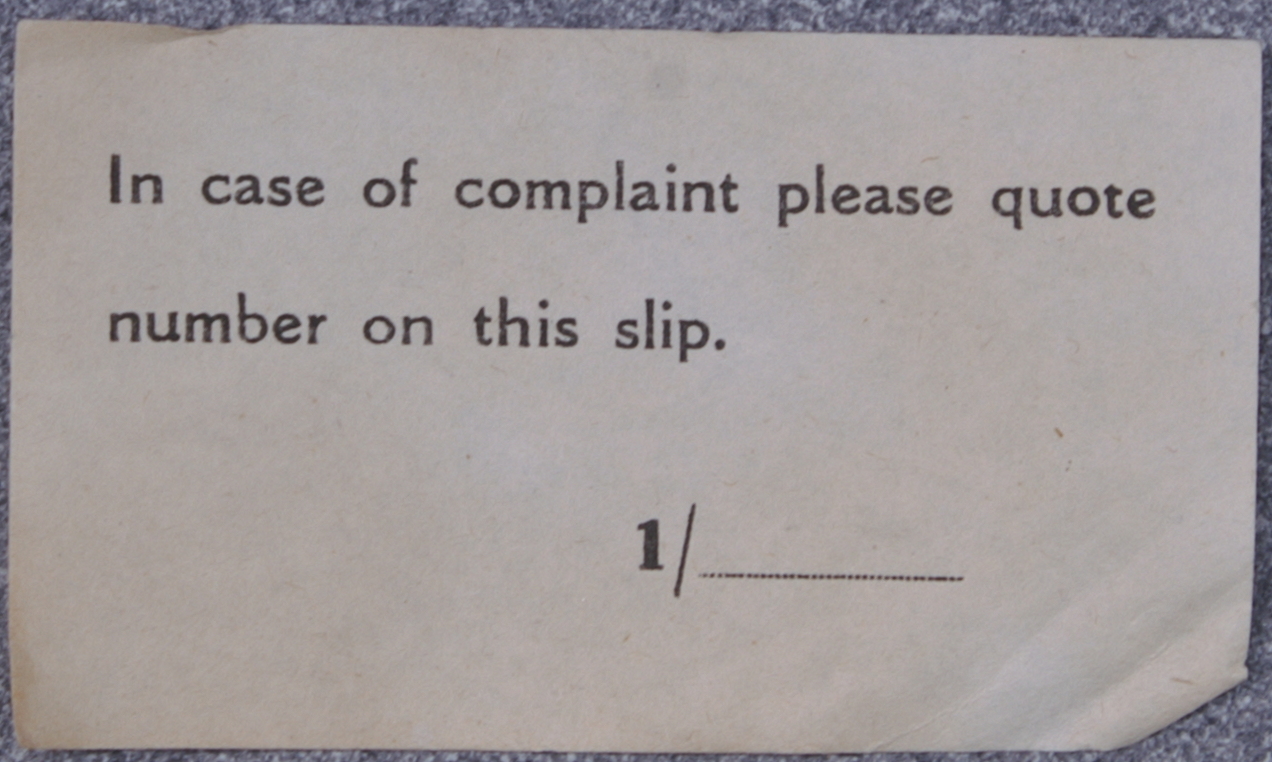 In case of complaint please quote
number on this slip.
1/